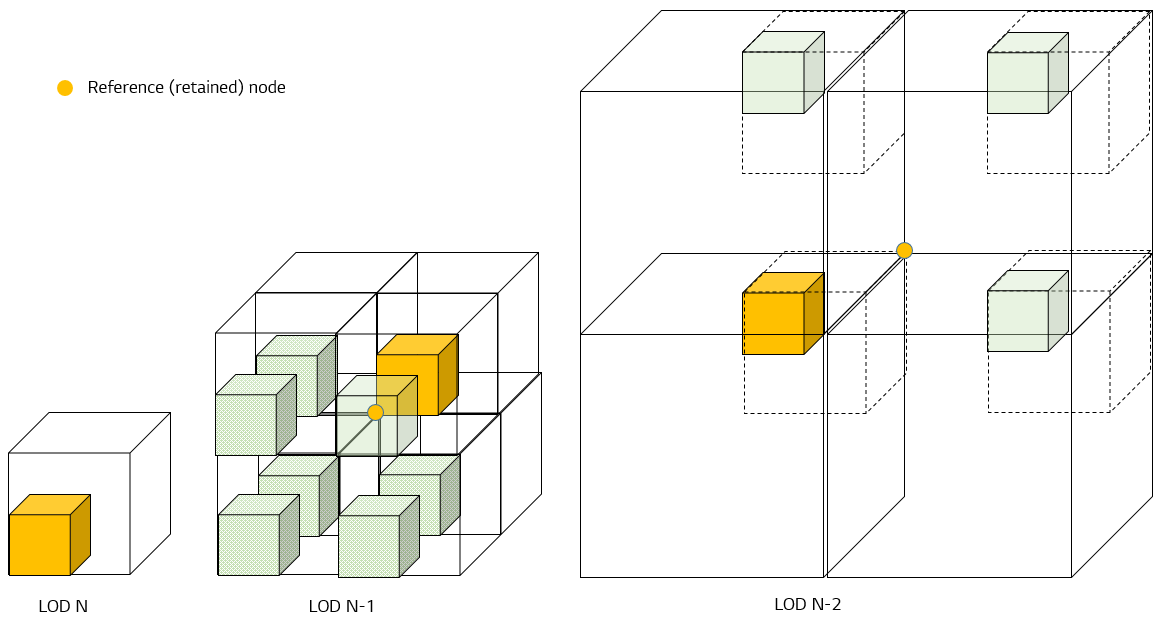 Reference (retained) node
LOD N
LOD N-1
LOD N-2